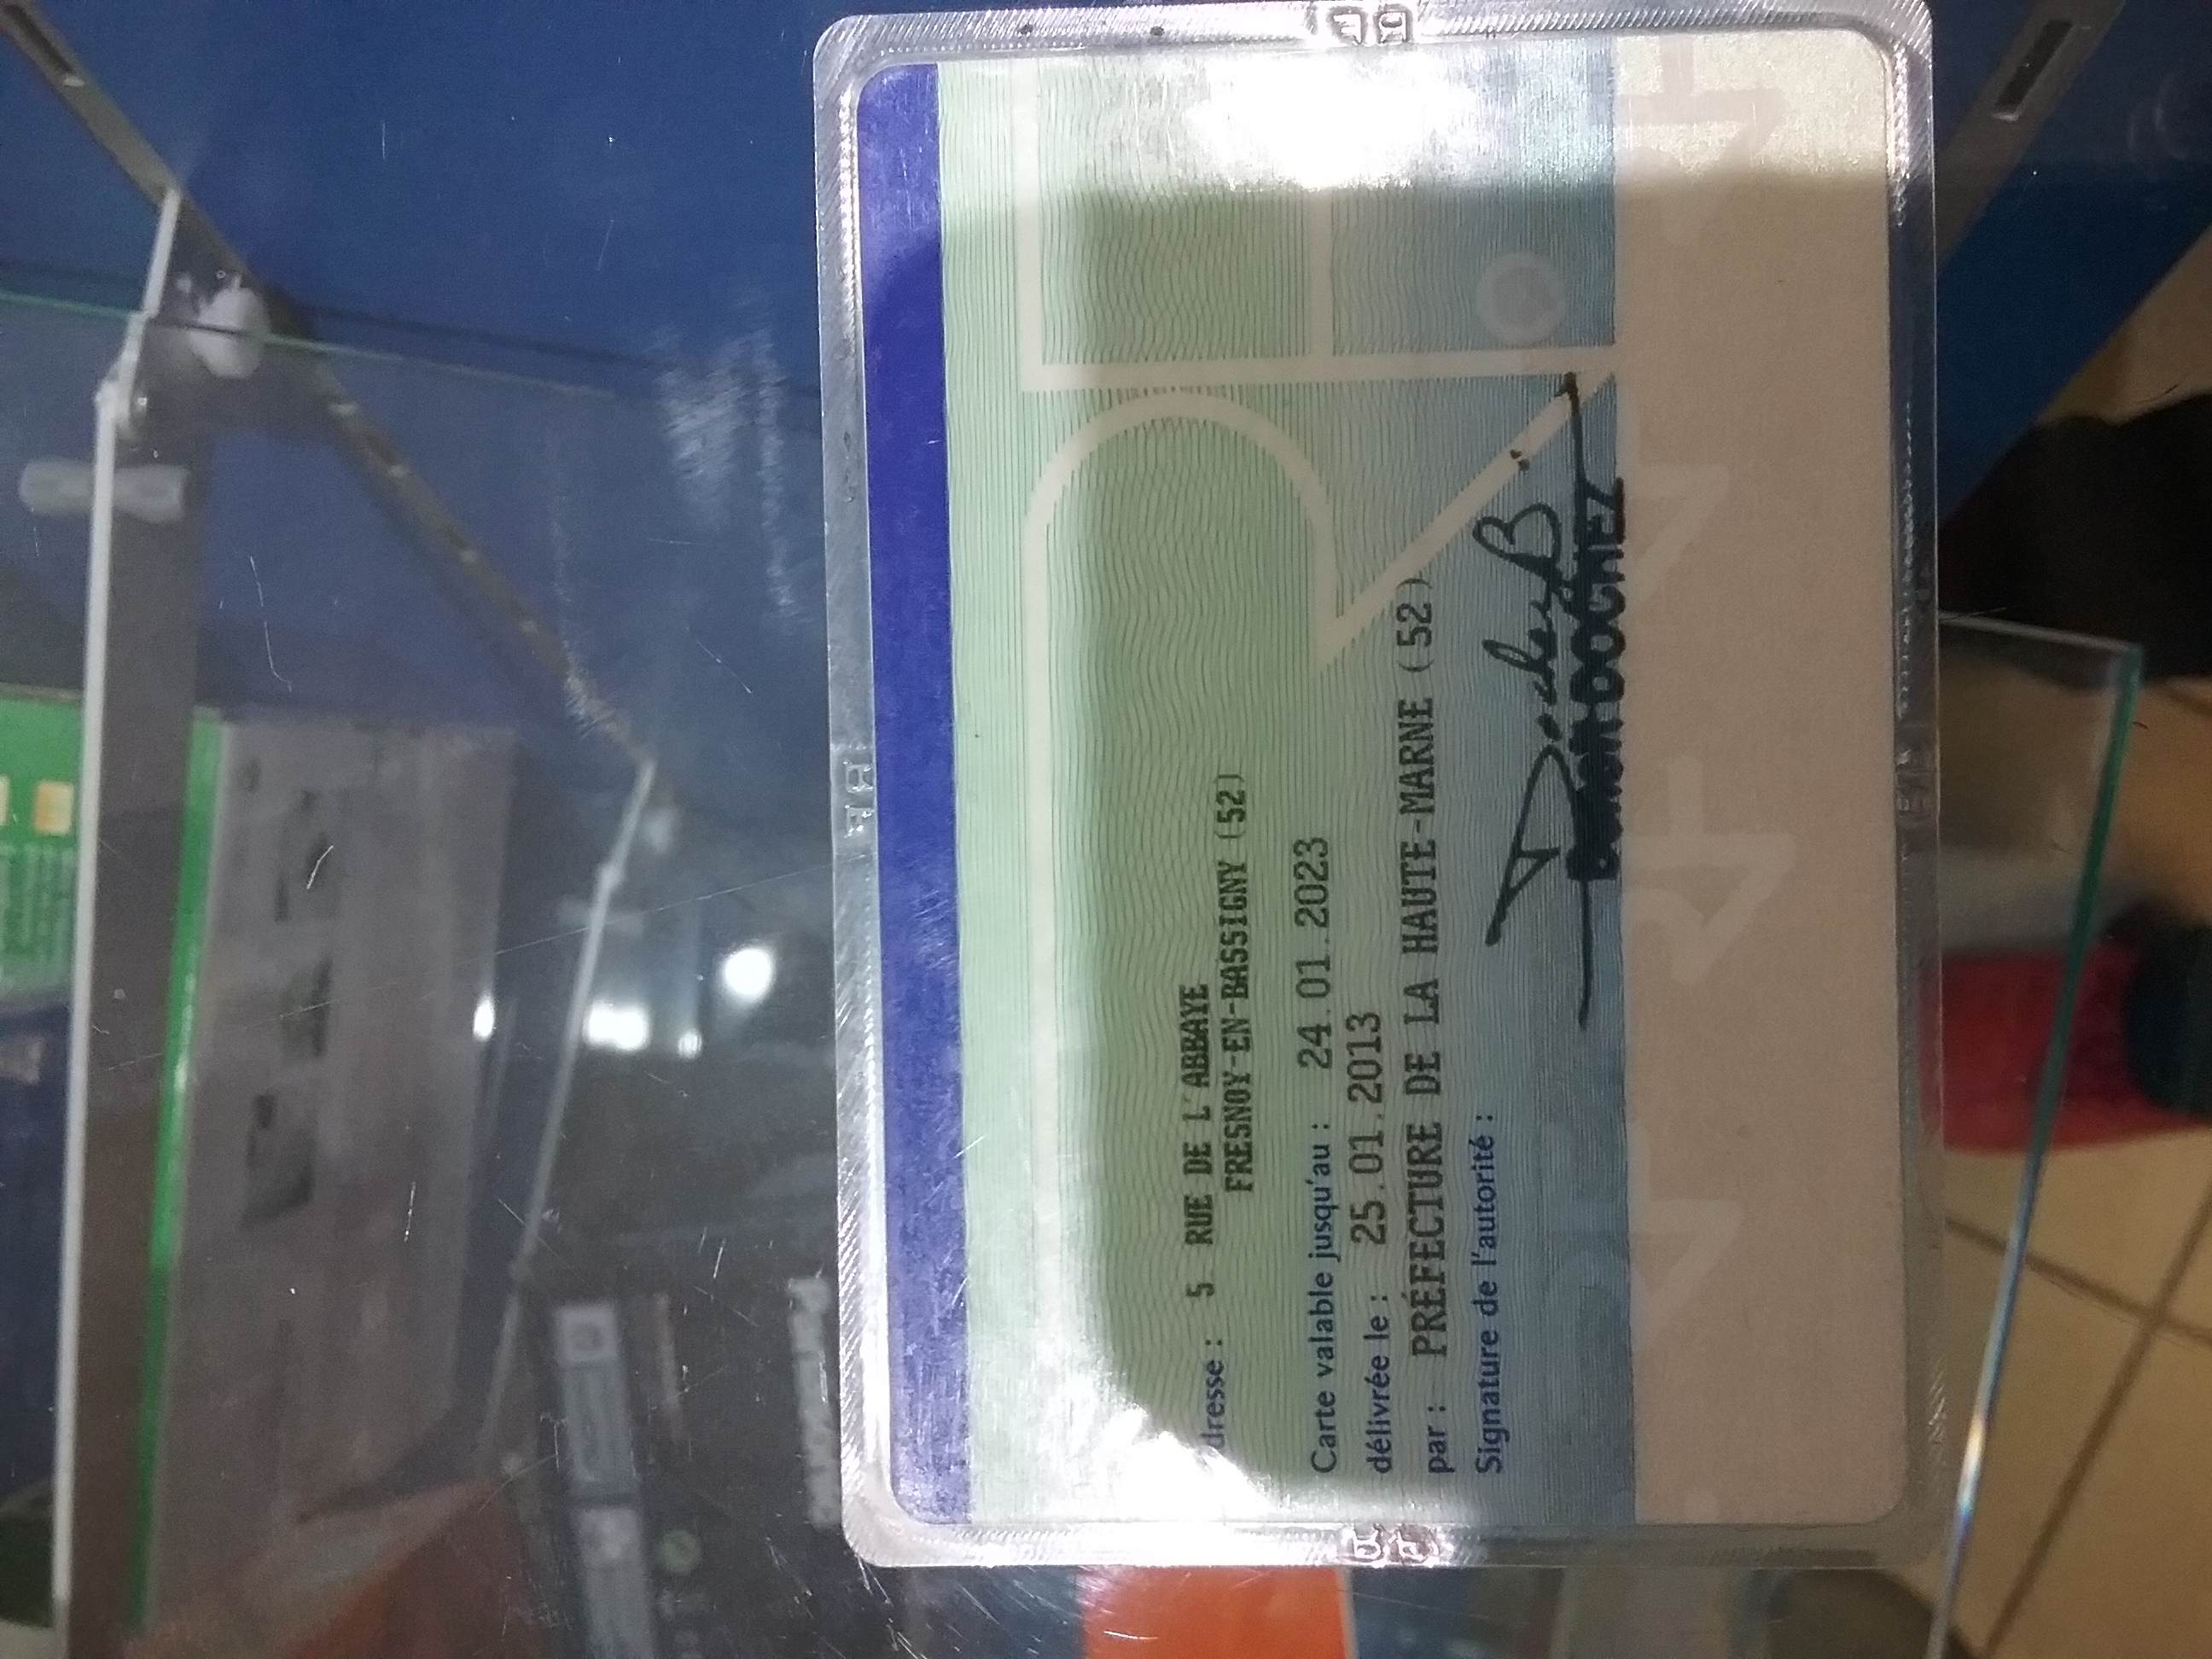 dresse : 5 RUE DE L'ABBAYE
FRESNOY-EN-BASSIGNY (52)
Carte valable jusqu'au : 24.01.2023
délivrée le : 25.01.2013
par : PRÉFECTURE DE LA HAUTE-MARNE (52)
Signature de l'autorité :
RF